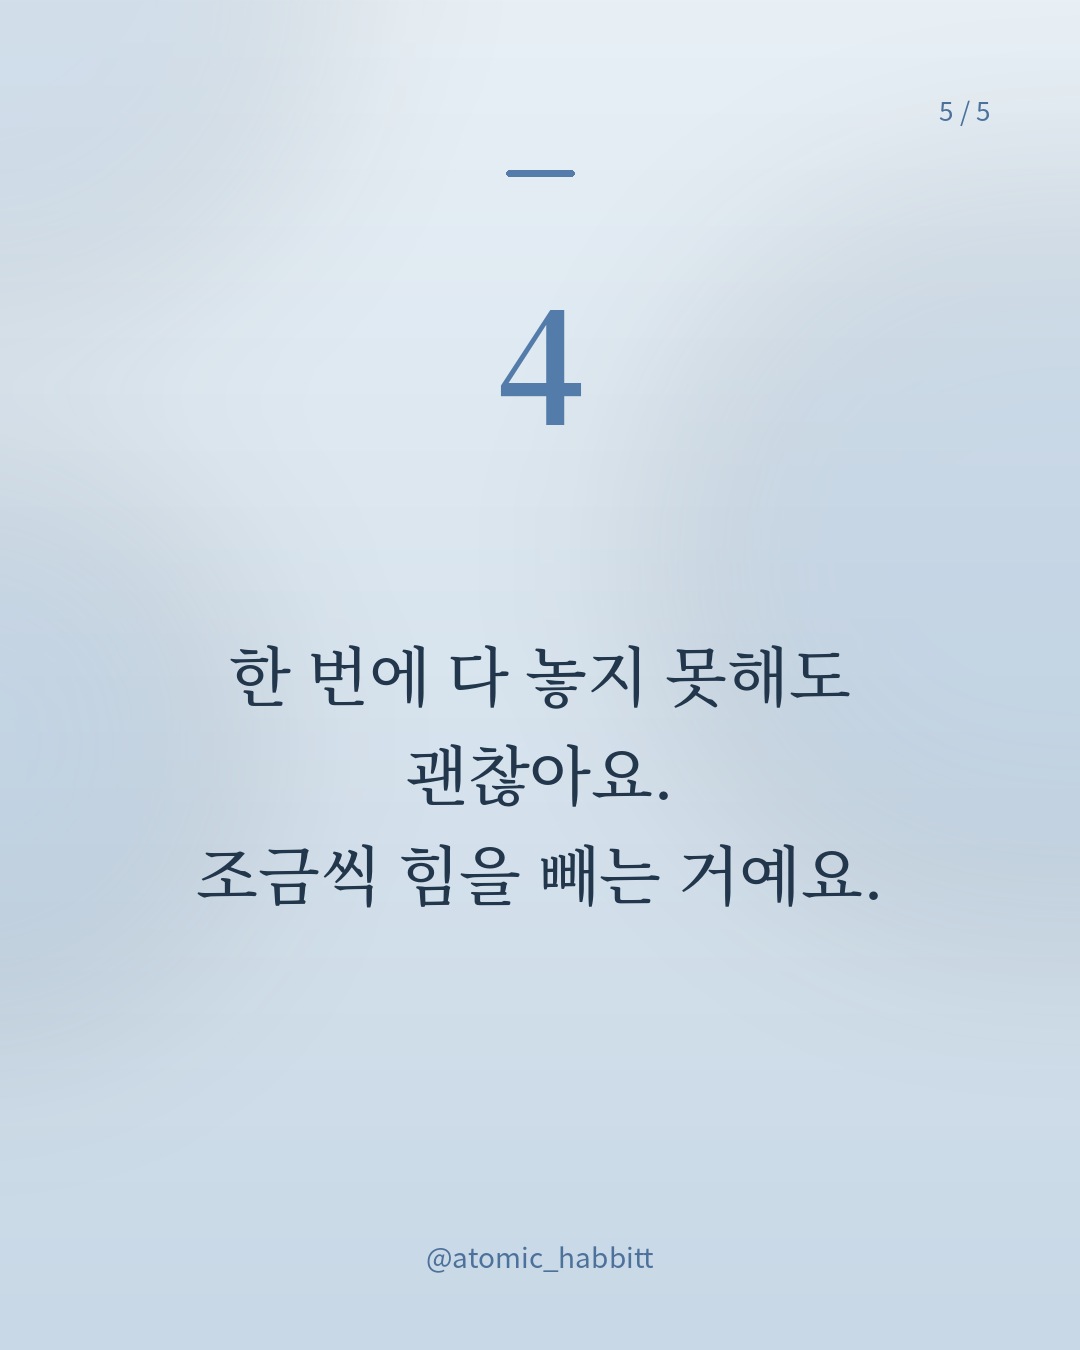 5 / 5
4
한 번에 다 놓지 못해도
괜찮아요.
조금씩 힘을 빼는 거예요.
@atomic_habbitt